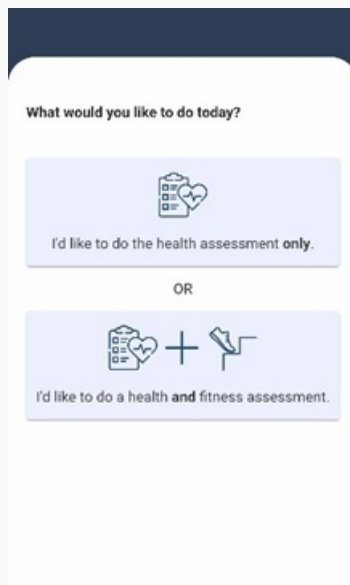 What would you like to do today?
I'd like to do the health assessment only.
OR
I'd like to do a health and fitness assessment.